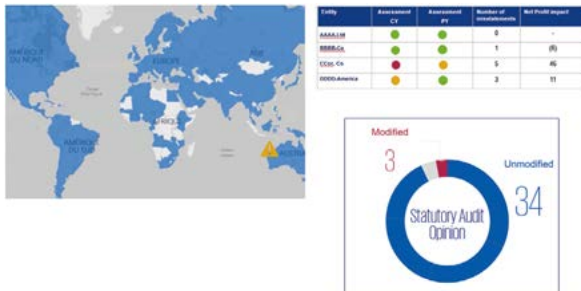 AMÉRIQUE
DU NORD
EUROPE
ASIE
AMÉRIQUE
DU SUD
Entity
Assessment
CY
Assessment
PY
Number of
misstatements
Net Profit impact
AAAA.Ltd
0
-
BBBB.Co
1
(6)
CCcc. Co
5
45
DDDD-America
3
11
Modified
3
Unmodified
34
Statutory Audit
Opinion